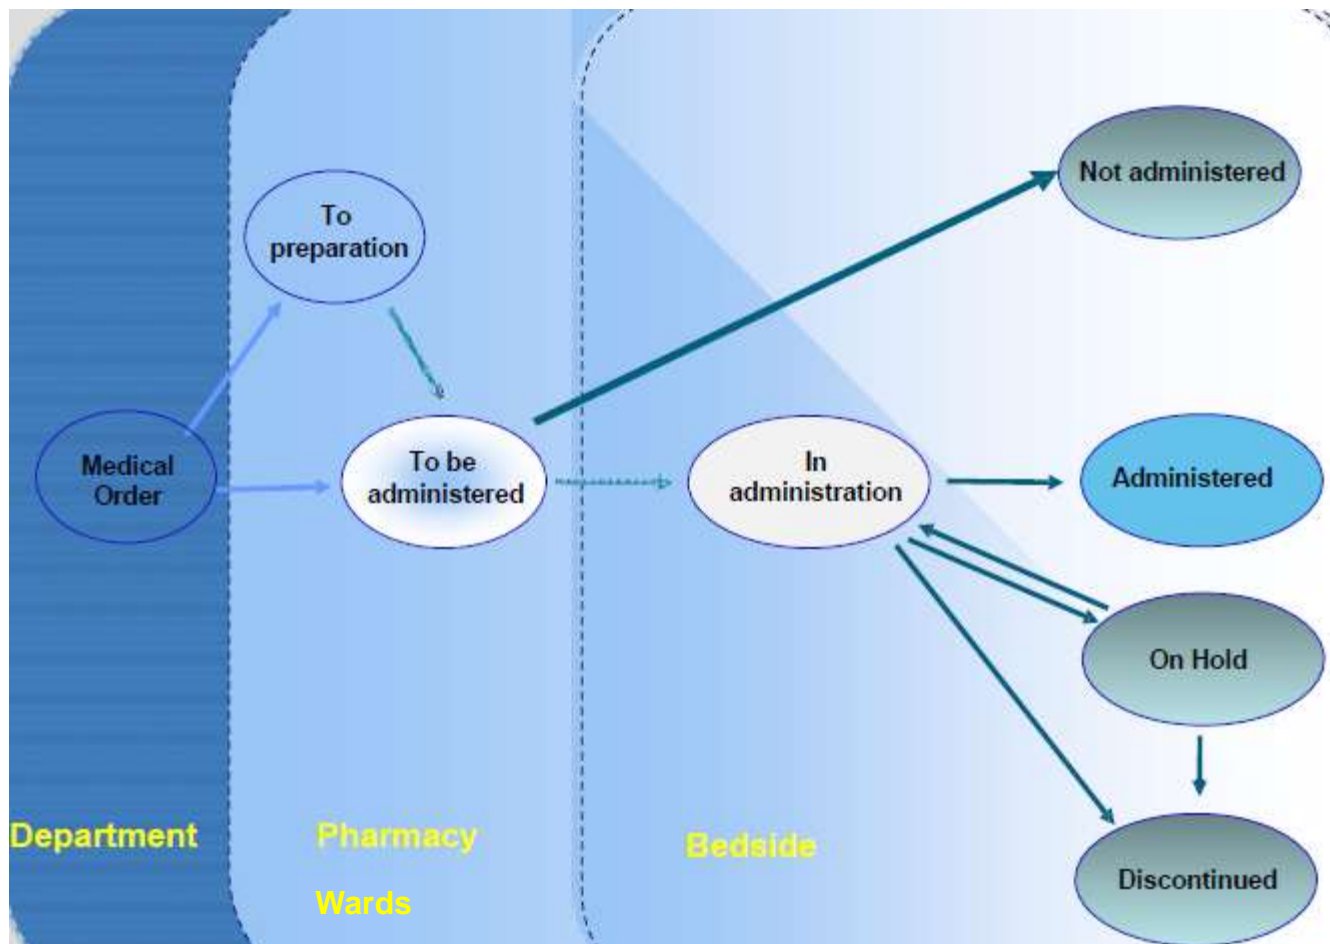 Not administered
To
preparation
Medical
Order
To be
administered
In
administration
Administered
On Hold
Discontinued
Department
Pharmacy
Wards
Bedside